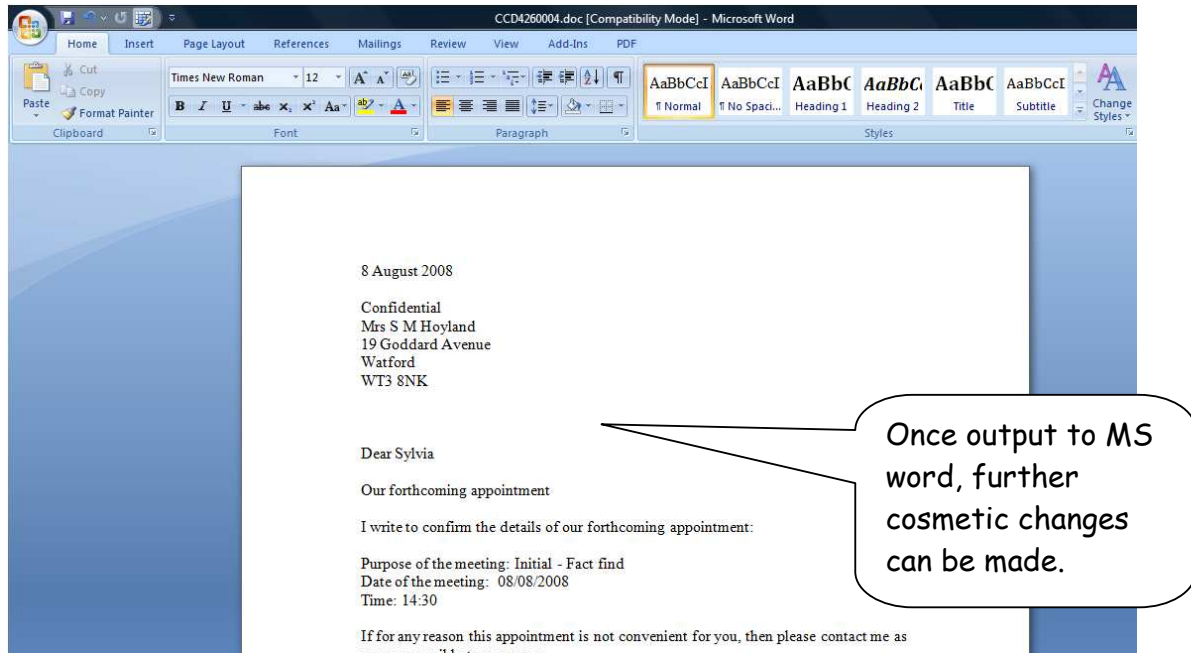 CCD4260004.doc [Compatibility Mode] - Microsoft Word
Home Insert Page Layout References Mailings Review View Add-Ins PDF
Cut
Copy
Format Painter
Paste
Clipboard
Times New Roman 12
B I U abe x, x² Aa
Font
Paragraph
AaBbCcI AaBbCcI AaBbC AaBbCc AaBbC AaBbCcI
¶ Normal ¶ No Spaci... Heading 1 Heading 2 Title Subtitle
Change
Styles
Styles
8 August 2008
Confidential
Mrs S M Hoyland
19 Goddard Avenue
Watford
WT3 8NK
Dear Sylvia
Our forthcoming appointment
I write to confirm the details of our forthcoming appointment:
Purpose of the meeting: Initial - Fact find
Date of the meeting: 08/08/2008
Time: 14:30
If for any reason this appointment is not convenient for you, then please contact me as
Once output to MS
word, further
cosmetic changes
can be made.